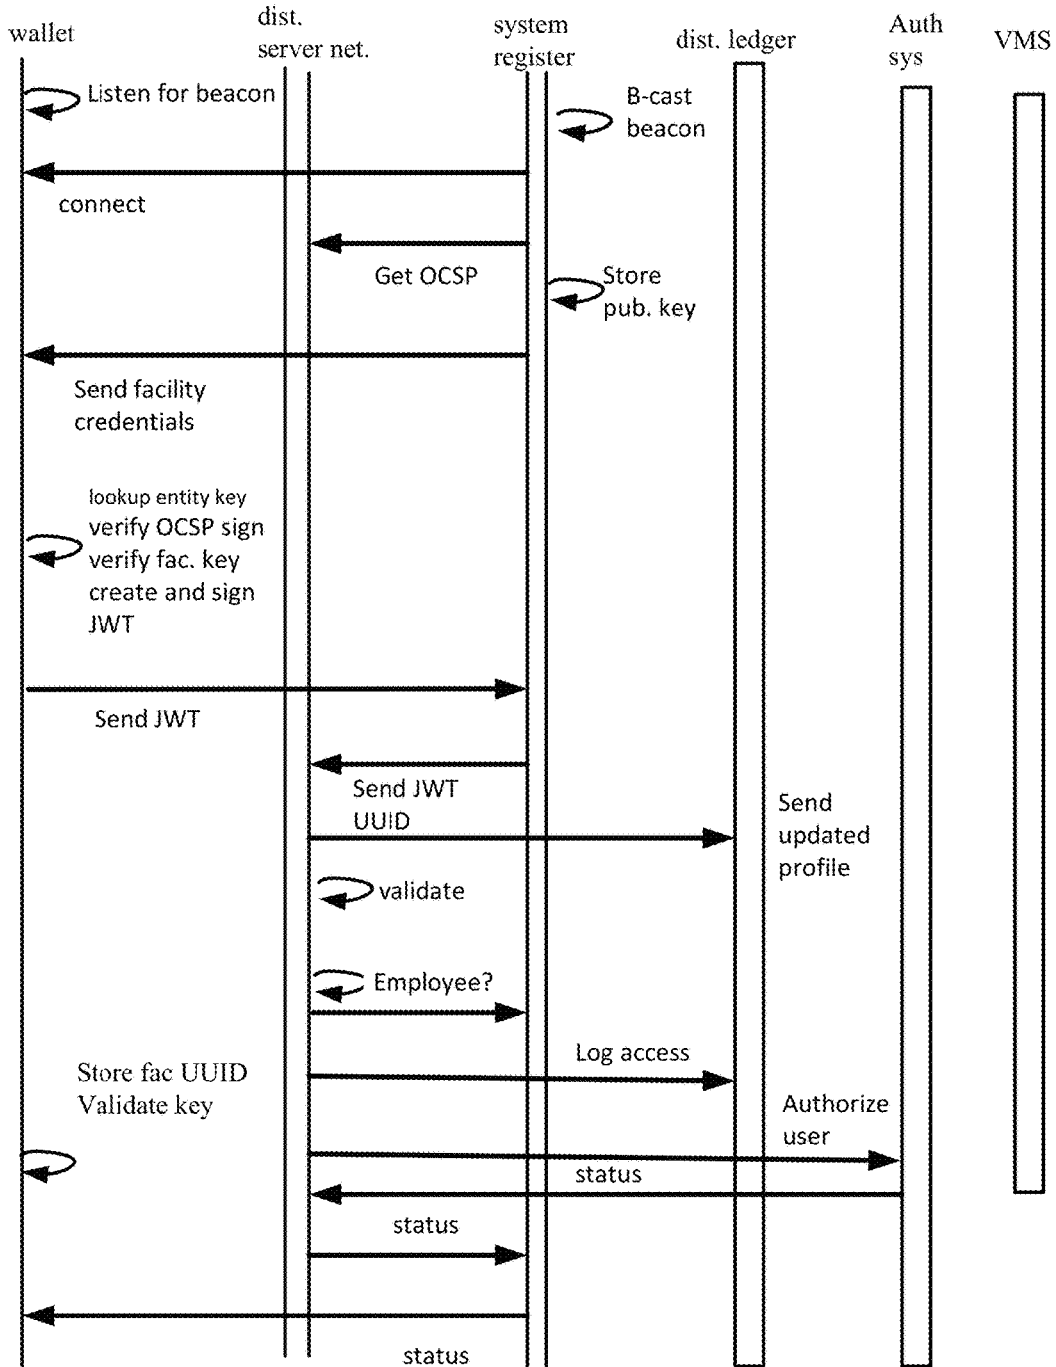 wallet
dist.
server net.
system
register
dist. ledger
Auth
sys
VMS
Listen for beacon
B-cast
beacon
connect
Get OCSP
Store
pub. key
Send facility
credentials
lookup entity key
verify OCSP sign
verify fac. key
create and sign
JWT
Send JWT
Send JWT
UUID
Send
updated
profile
validate
Employee?
Log access
Store fac UUID
Validate key
Authorize
user
status
status
status